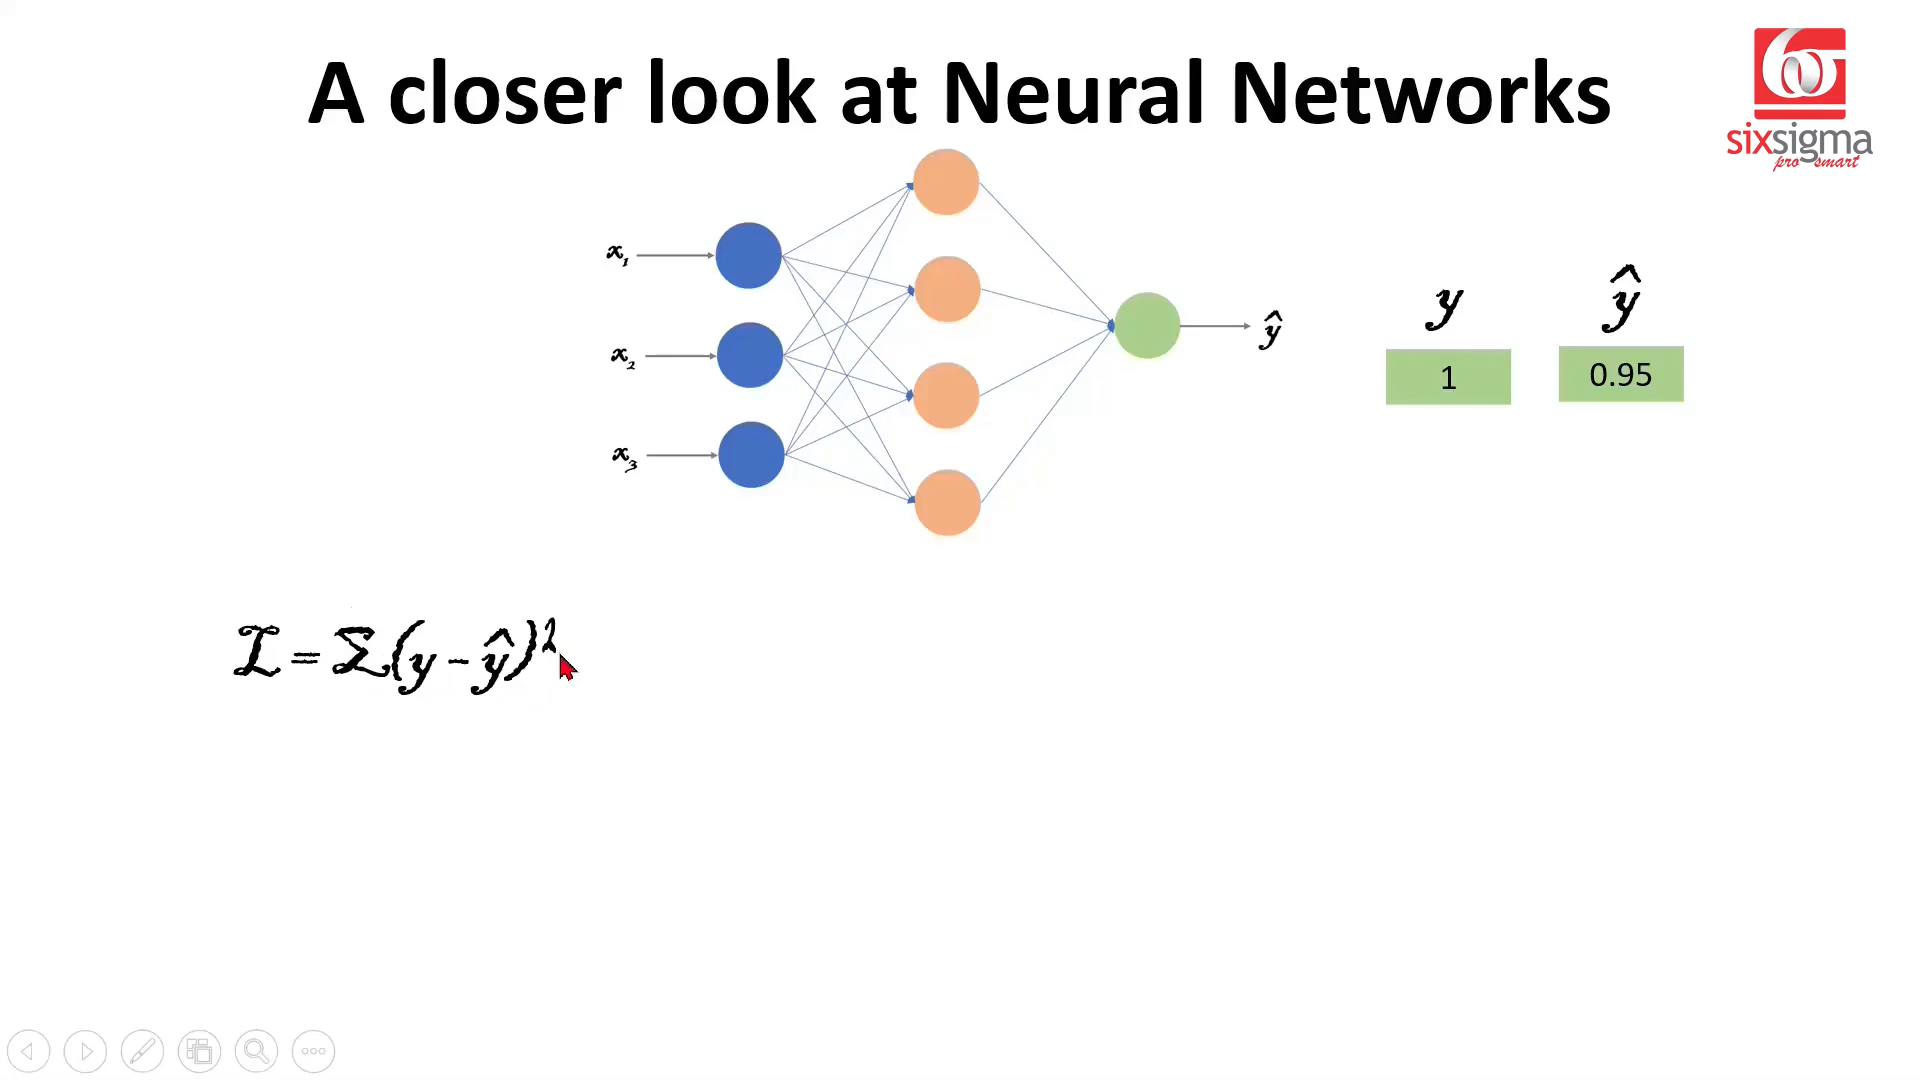 A closer look at Neural Networks
sixsigma
pro smart
x₁
x₂
x₃
ŷ
y ŷ
1 0.95
ℒ = Σ(y - ŷ)²